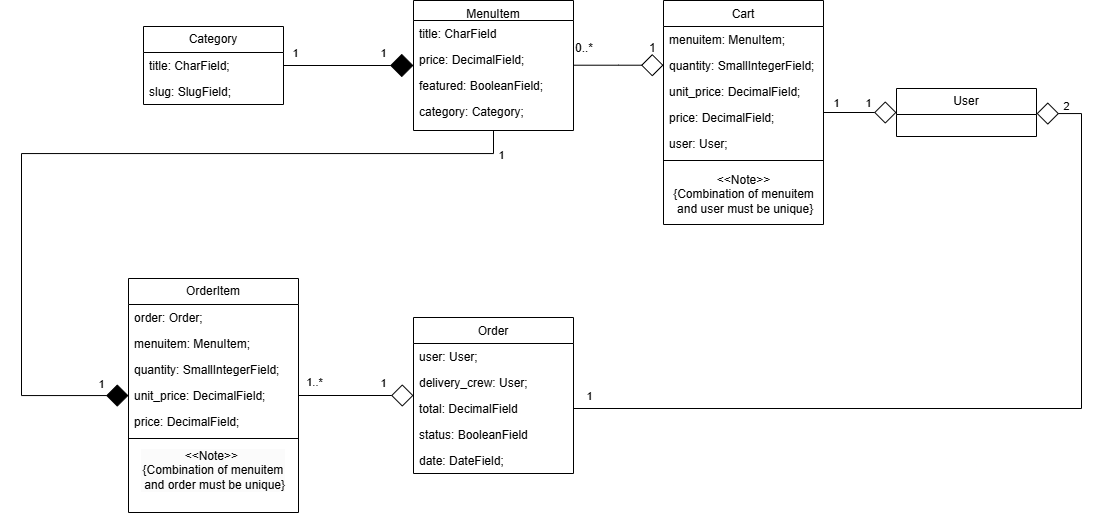 Category
title: CharField;
slug: SlugField;
1
1
MenuItem
title: CharField
price: DecimalField;
featured: BooleanField;
category: Category;
0..*
1
Cart
menuitem: MenuItem;
quantity: SmallIntegerField;
unit_price: DecimalField;
price: DecimalField;
user: User;
<<Note>>
{Combination of menuitem
and user must be unique}
1
1
User
2
1
OrderItem
order: Order;
menuitem: MenuItem;
quantity: SmallIntegerField;
unit_price: DecimalField;
price: DecimalField;
<<Note>>
{Combination of menuitem
and order must be unique}
1
1..*
1
Order
user: User;
delivery_crew: User;
total: DecimalField
status: BooleanField
date: DateField;
1